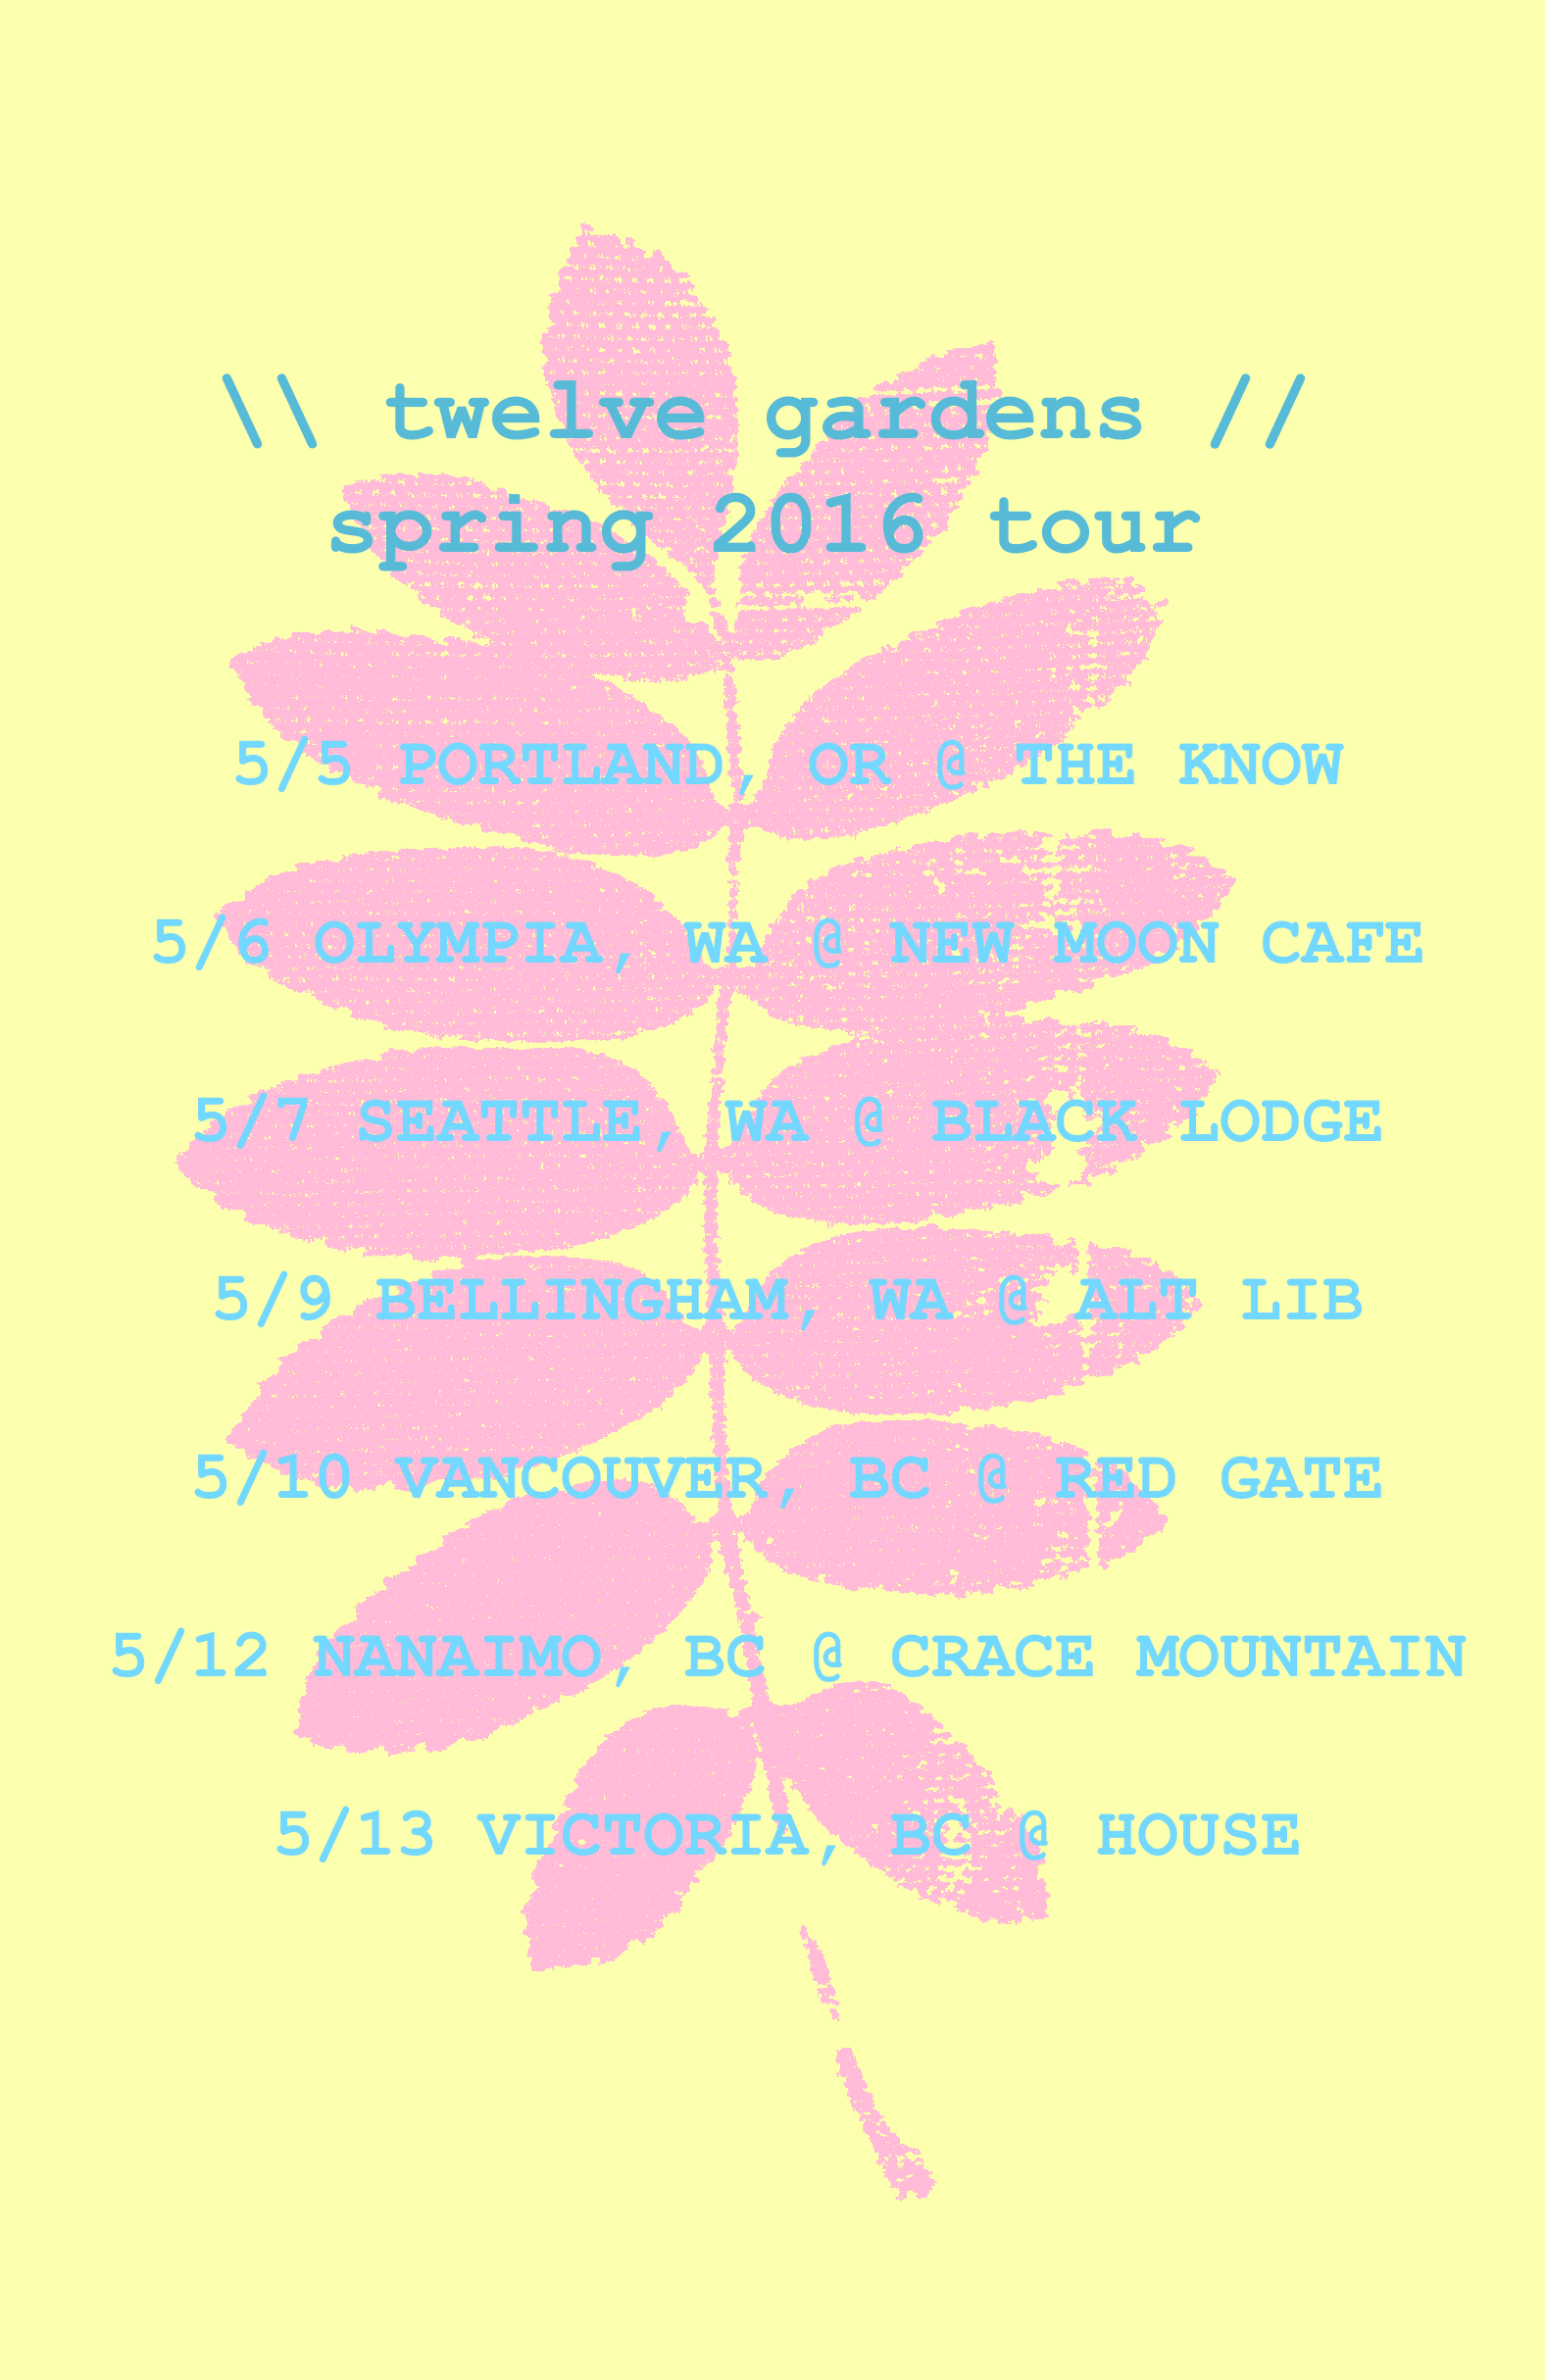 \\ twelve gardens //
spring 2016 tour
5/5 PORTLAND, OR @ THE KNOW
5/6 OLYMPIA, WA @ NEW MOON CAFE
5/7 SEATTLE, WA @ BLACK LODGE
5/9 BELLINGHAM, WA @ ALT LIB
5/10 VANCOUVER, BC @ RED GATE
5/12 NANAIMO, BC @ CRACE MOUNTAIN
5/13 VICTORIA, BC @ HOUSE